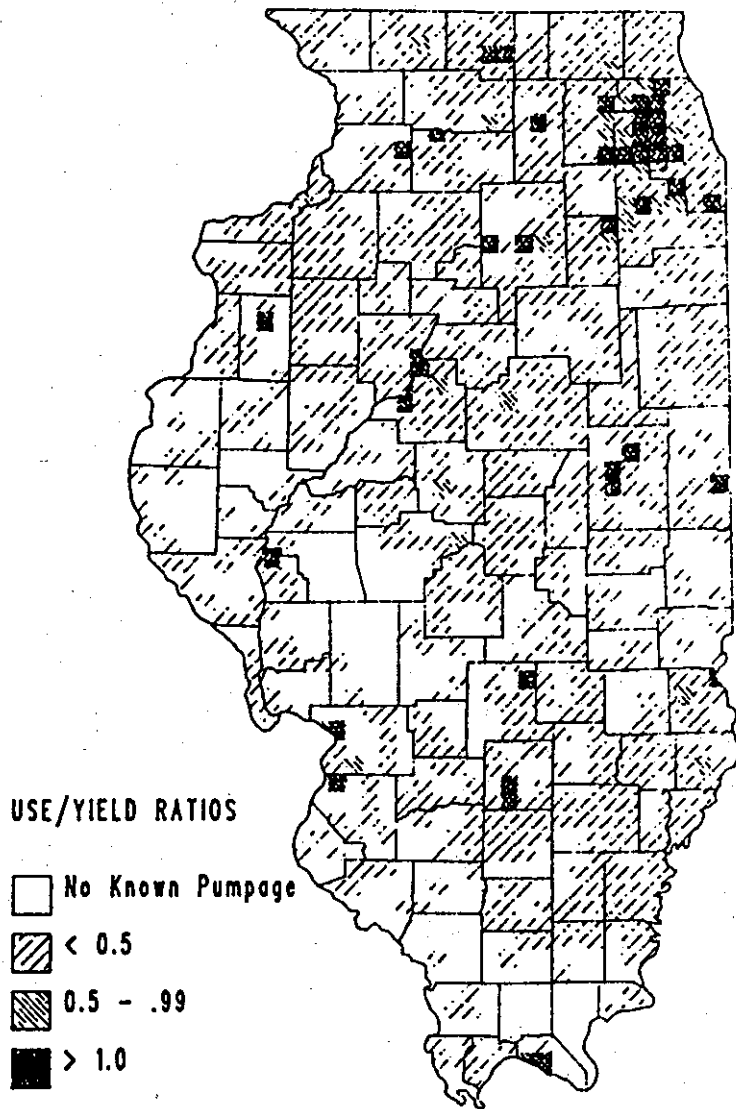 USE/YIELD RATIOS
No Known Pumpage
< 0.5
0.5 - .99
> 1.0